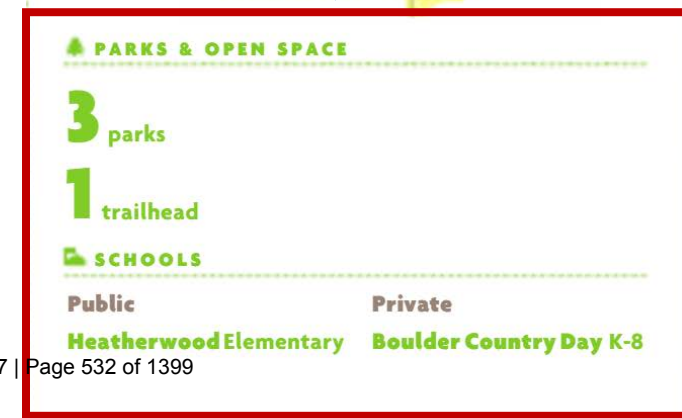 PARKS & OPEN SPACE
3 parks
1 trailhead
SCHOOLS
Public Private
Heatherwood Elementary Boulder Country Day K-8
7 | Page 532 of 1399